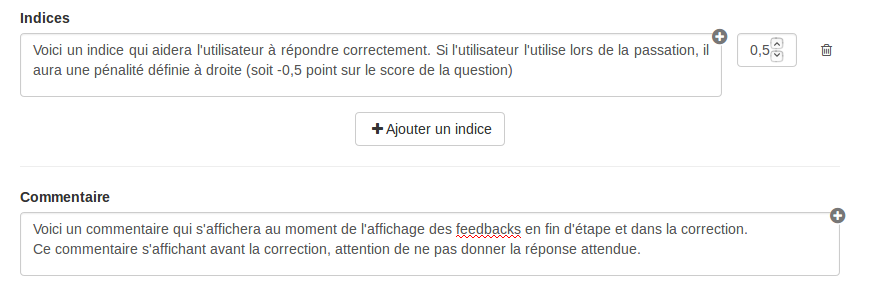 Indices
Voici un indice qui aidera l'utilisateur à répondre correctement. Si l'utilisateur l'utilise lors de la passation, il
aura une pénalité définie à droite (soit -0,5 point sur le score de la question)
0,5
Ajouter un indice
Commentaire
Voici un commentaire qui s'affichera au moment de l'affichage des feedbacks en fin d'étape et dans la correction.
Ce commentaire s'affichant avant la correction, attention de ne pas donner la réponse attendue.